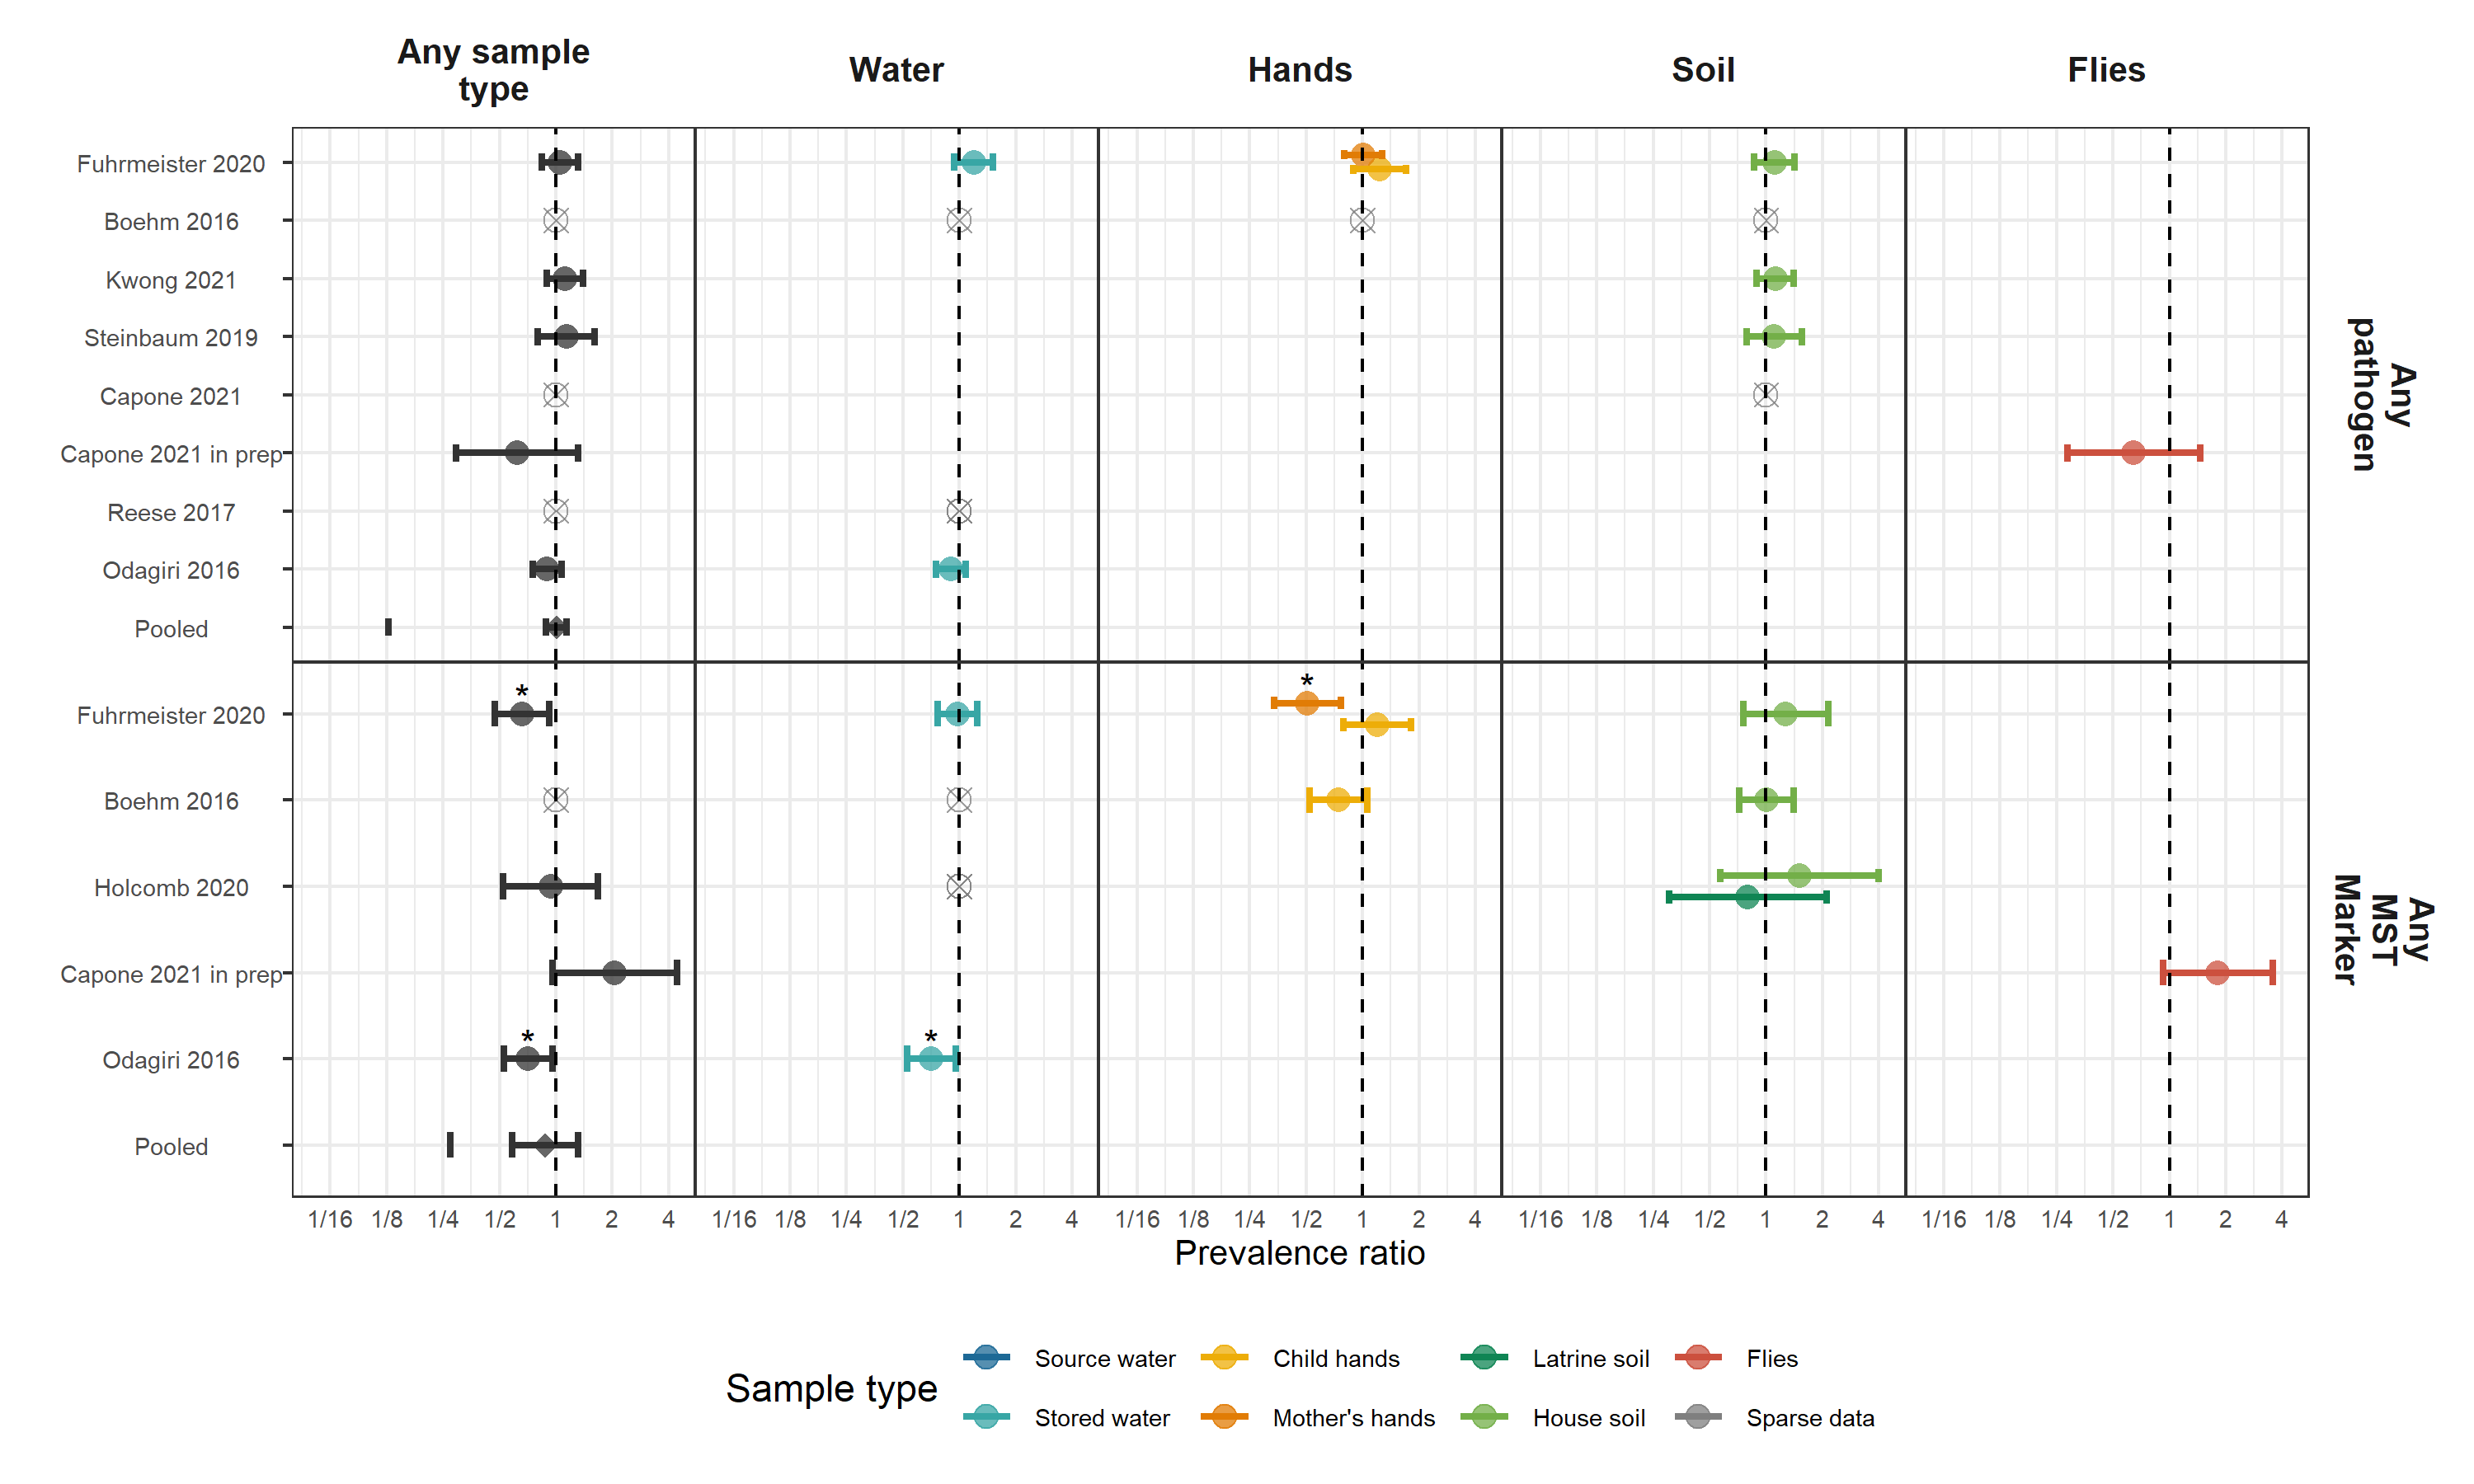 Any sample
type
Water
Hands
Soil
Flies
Fuhrmeister 2020
Boehm 2016
Kwong 2021
Steinbaum 2019
Capone 2021
Capone 2021 in prep
Reese 2017
Odagiri 2016
Pooled
Any
pathogen
*
*
Fuhrmeister 2020
Boehm 2016
Holcomb 2020
Capone 2021 in prep
*
*
Odagiri 2016
Pooled
Any
MST
Marker
1/16 1/8 1/4 1/2 1 2 4 1/16 1/8 1/4 1/2 1 2 4 1/16 1/8 1/4 1/2 1 2 4 1/16 1/8 1/4 1/2 1 2 4 1/16 1/8 1/4 1/2 1 2 4
Prevalence ratio
Sample type
Source water
Child hands
Latrine soil
Flies
Stored water
Mother's hands
House soil
Sparse data